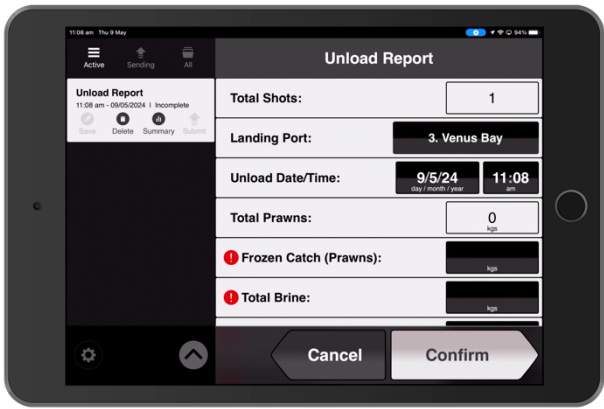 11:08 am Thu 9 May
94%
Active Sending All
Unload Report
11:08 am - 09/05/2024 | Incomplete
Save Delete Summary Submit
Unload Report
Total Shots: 1
Landing Port: 3. Venus Bay
Unload Date/Time: 9/5/24 11:08
day / month / year am
Total Prawns: 0
kgs
Frozen Catch (Prawns):
kgs
Total Brine:
kgs
Cancel Confirm